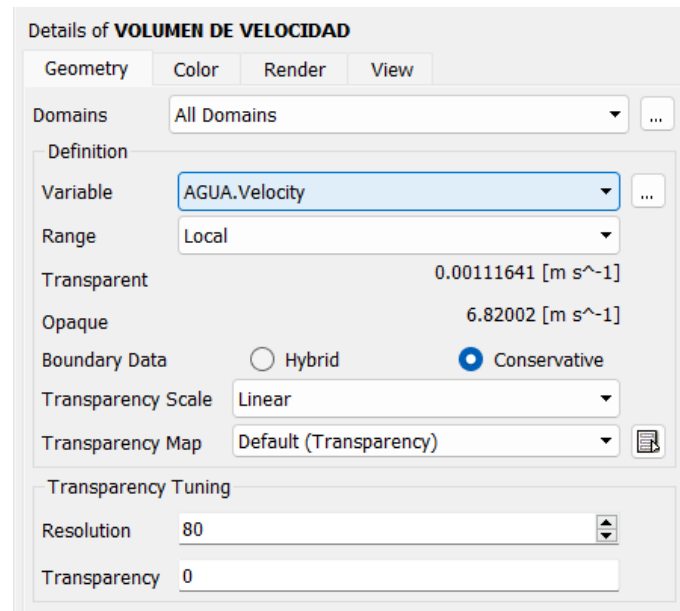 Details of VOLUMEN DE VELOCIDAD
Geometry Color Render View
Domains All Domains ...
Definition
Variable AGUA.Velocity ...
Range Local
Transparent 0.00111641 [m s^-1]
Opaque 6.82002 [m s^-1]
Boundary Data Hybrid Conservative
Transparency Scale Linear
Transparency Map Default (Transparency)
Transparency Tuning
Resolution 80
Transparency 0